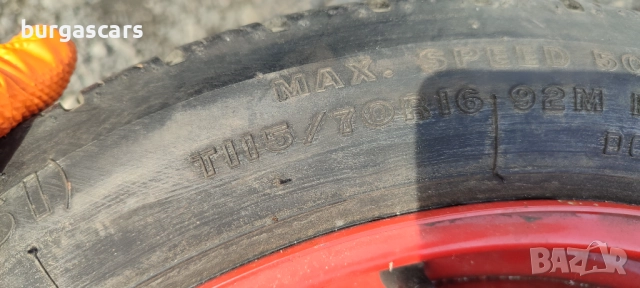 burgascars
MAX. SPEED
T115/70R16 92M
BAZAR